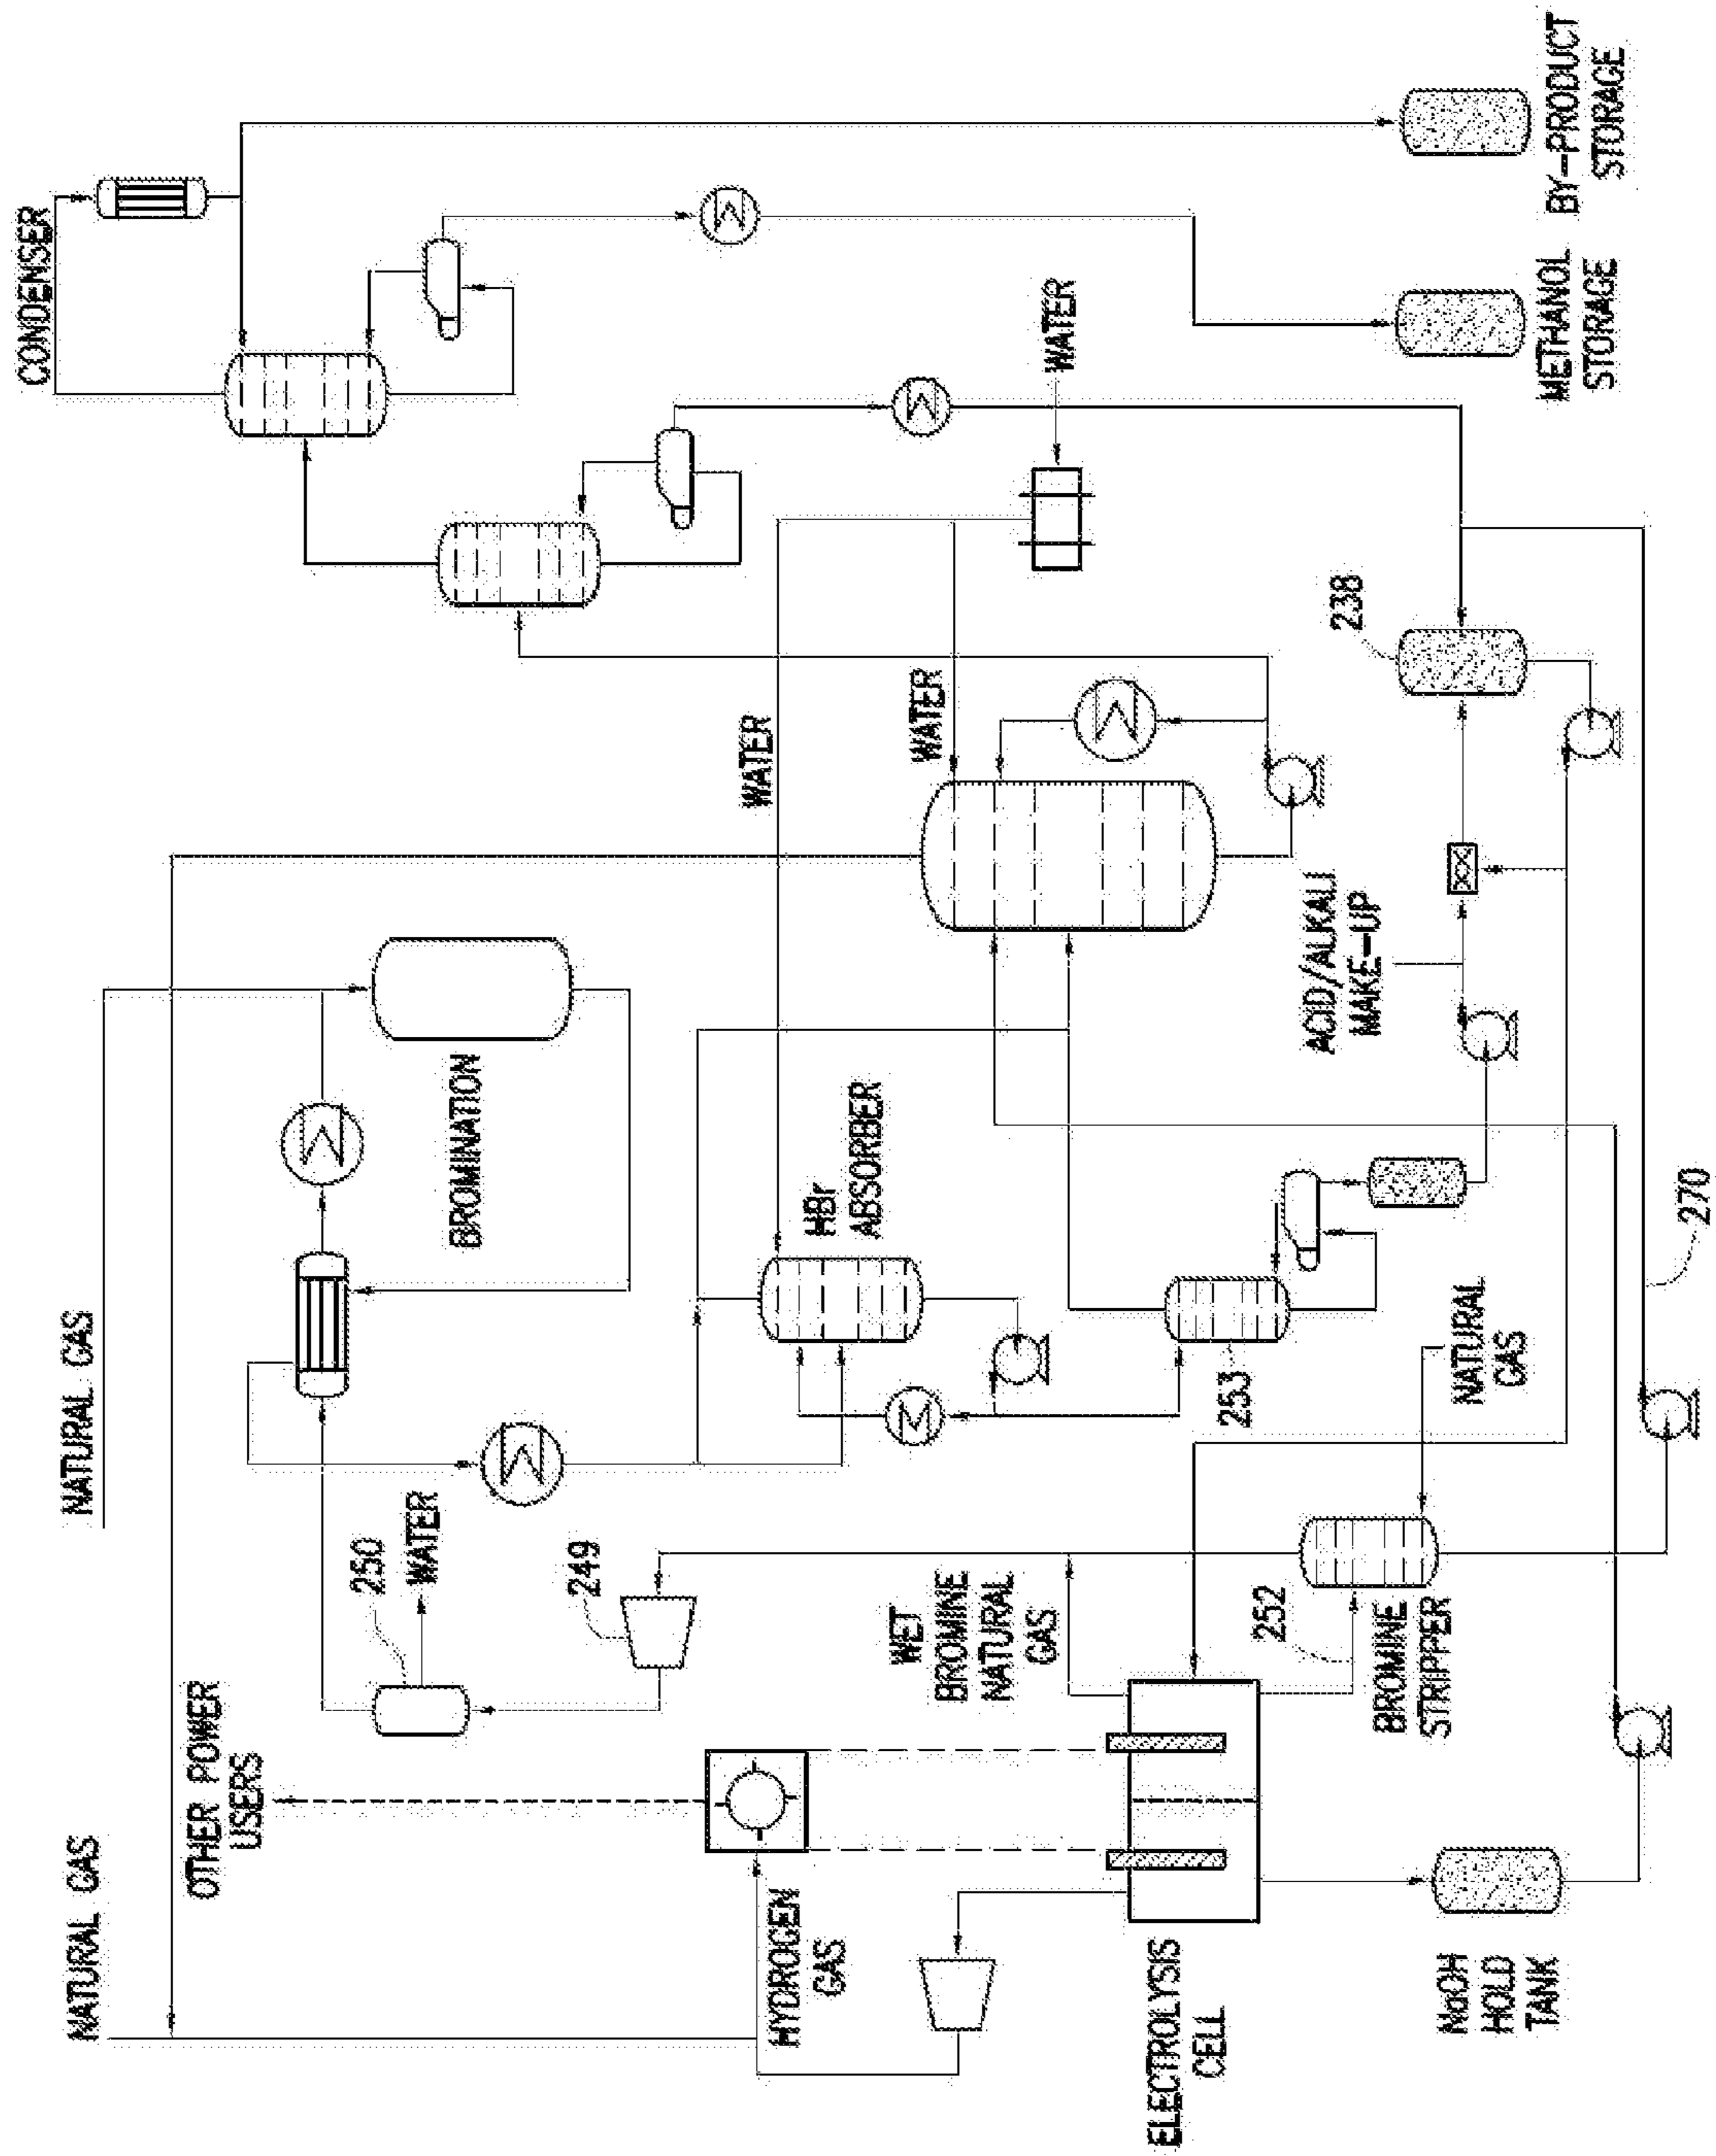 NATURAL GAS
NATURAL GAS
CONDENSER
OTHER POWER
USERS
250
WATER
249
BROMINATION
HYDROGEN
GAS
WET
BROMINE
NATURAL
GAS
HBr
ABSORBER
WATER
WATER
WATER
ELECTROLYSIS
CELL
252
BROMINE
STRIPPER
253
NATURAL
GAS
ACID/ALKALI
MAKE-UP
238
NaOH
HOLD
TANK
270
METHANOL
STORAGE
BY-PRODUCT
STORAGE